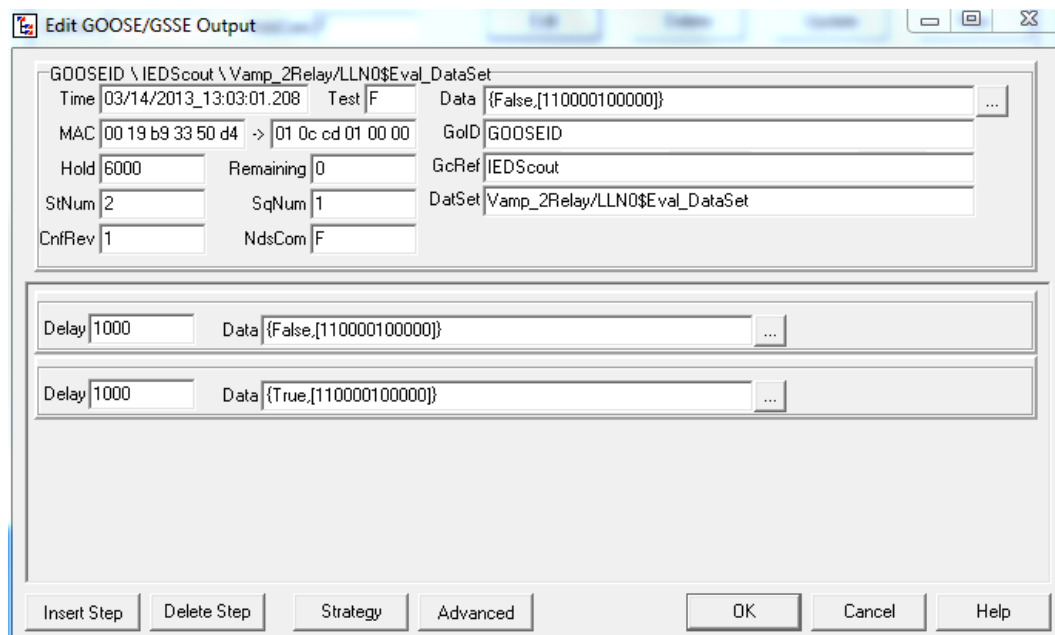 Edit GOOSE/GSSE Output
GOOSEID \ IEDScout \ Vamp_2Relay/LLN0$Eval_DataSet
Time 03/14/2013_13:03:01.208 Test F Data {False,[110000100000]} ...
MAC 00 19 b9 33 50 d4 -> 01 0c cd 01 00 00 GoID GOOSEID
Hold 6000 Remaining 0 GcRef IEDScout
StNum 2 SqNum 1 DatSet Vamp_2Relay/LLN0$Eval_DataSet
CnfRev 1 NdsCom F
Delay 1000 Data {False,[110000100000]} ...
Delay 1000 Data {True,[110000100000]} ...
Insert Step Delete Step Strategy Advanced OK Cancel Help